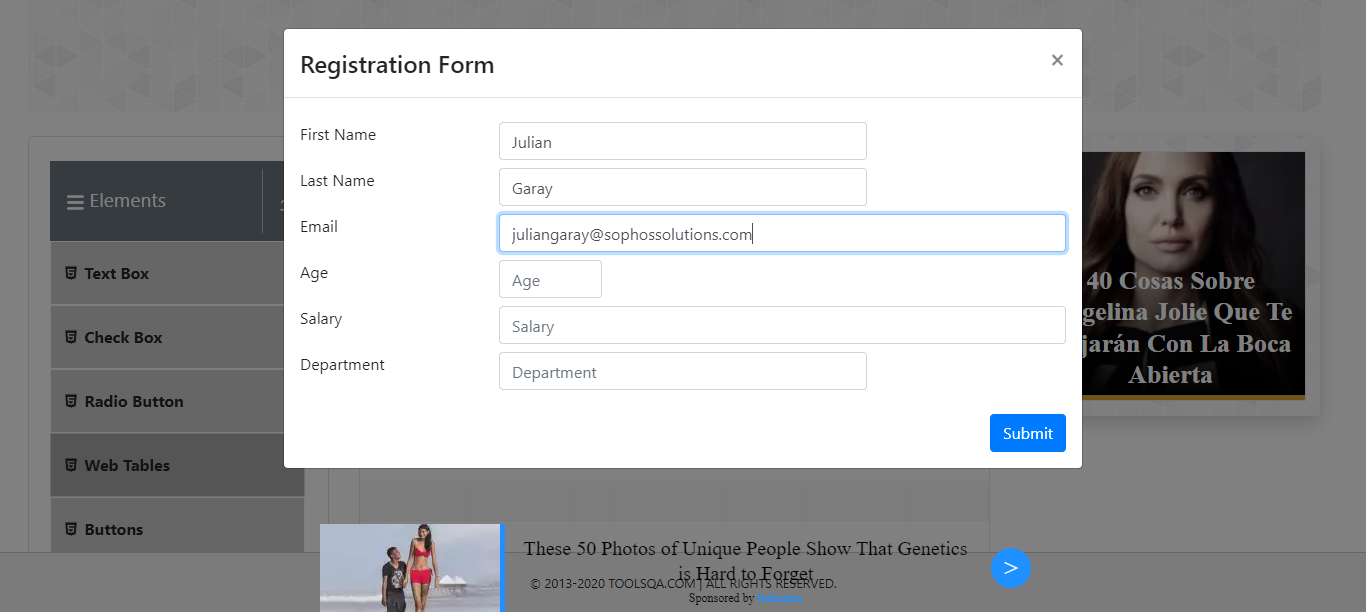 Registration Form
×
First Name
Julian
Last Name
Garay
Email
juliangaray@sophossolutions.com
Age
Age
Salary
Salary
Department
Department
Submit
Elements
Text Box
Check Box
Radio Button
Web Tables
Buttons
40 Cosas Sobre
gelina Jolie Que Te
jarán Con La Boca
Abierta
These 50 Photos of Unique People Show That Genetics
is Hard to Forget
>
© 2013-2020 TOOLSQA.COM | ALL RIGHTS RESERVED.
Sponsored by